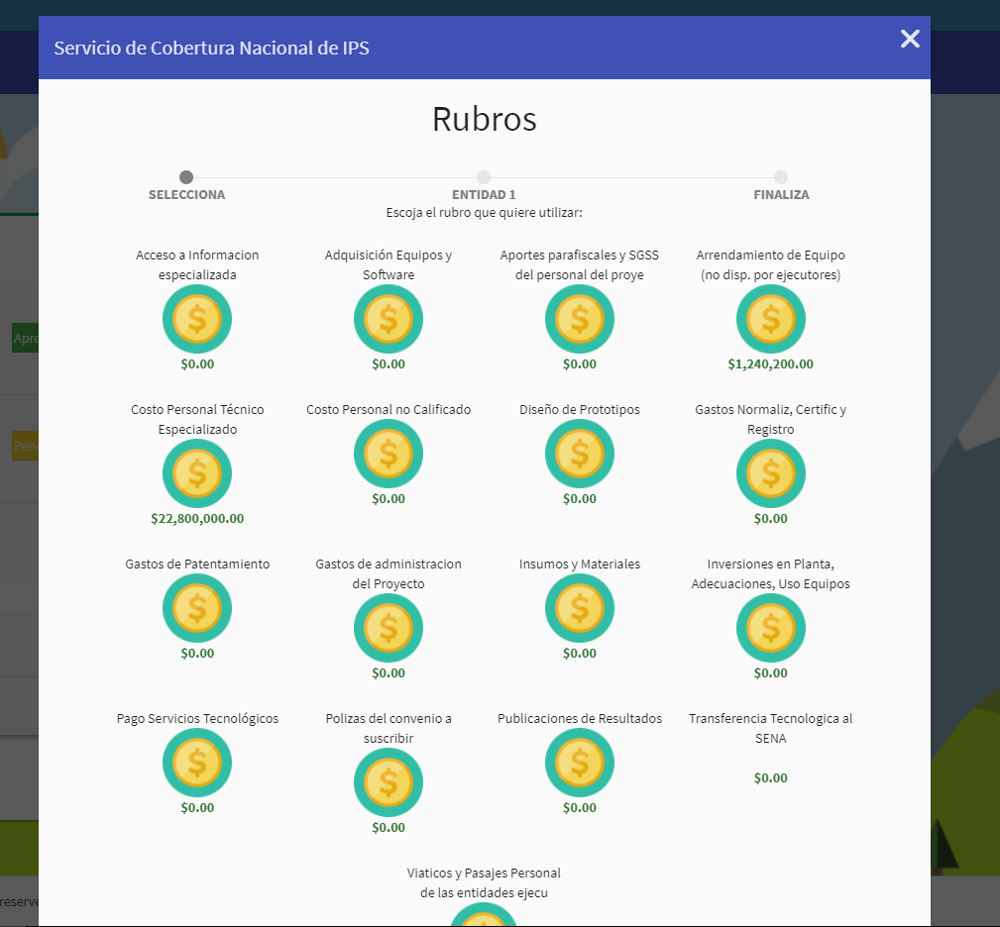 Servicio de Cobertura Nacional de IPS
Rubros
SELECCIONA
ENTIDAD 1
FINALIZA
Escoja el rubro que quiere utilizar:
Acceso a Informacion
especializada
$0.00
Adquisición Equipos y
Software
$0.00
Aportes parafiscales y SGSS
del personal del proye
$0.00
Arrendamiento de Equipo
(no disp. por ejecutores)
$1,240,200.00
Costo Personal Técnico
Especializado
$22,800,000.00
Costo Personal no Calificado
$0.00
Diseño de Prototipos
$0.00
Gastos Normaliz, Certific y
Registro
$0.00
Gastos de Patentamiento
$0.00
Gastos de administracion
del Proyecto
$0.00
Insumos y Materiales
$0.00
Inversiones en Planta,
Adecuaciones, Uso Equipos
$0.00
Pago Servicios Tecnológicos
$0.00
Polizas del convenio a
suscribir
$0.00
Publicaciones de Resultados
$0.00
Transferencia Tecnologica al
SENA
$0.00
Viaticos y Pasajes Personal
de las entidades ejecu
Apro
Pend
reserve